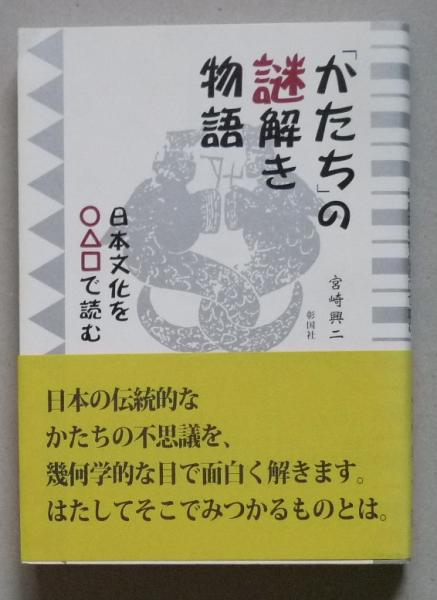 「かたち」の
謎解き
物語
日本文化を
○△□で読む
宮崎興二
彰国社
日本の伝統的な
かたちの不思議を、
幾何学的な目で面白く解きます。
はたしてそこでみつかるものとは。